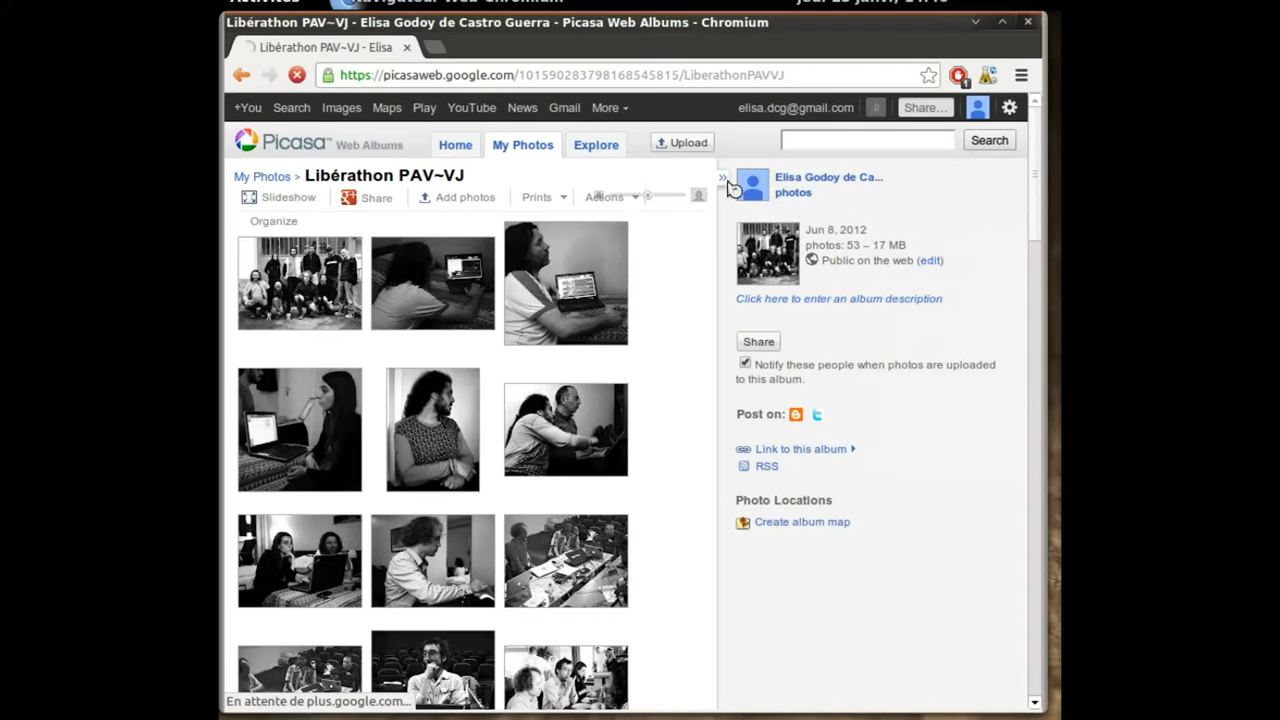 Libérathon PAV~VJ - Elisa Godoy de Castro Guerra - Picasa Web Albums - Chromium
Libérathon PAV~VJ - Elisa
https://picasaweb.google.com/101590283798168545815/LiberathonPAVVJ
1
+You Search Images Maps Play YouTube News Gmail More elisa.dcg@gmail.com 0 Share...
Picasa Web Albums Home My Photos Explore Upload Search
My Photos > Libérathon PAV~VJ
Slideshow Share Add photos Prints Actions
Organize
Elisa Godoy de Ca...
photos
Jun 8, 2012
photos: 53 – 17 MB
Public on the web (edit)
Click here to enter an album description
Share
Notify these people when photos are uploaded
to this album.
Post on:
Link to this album
RSS
Photo Locations
Create album map
En attente de plus.google.com...